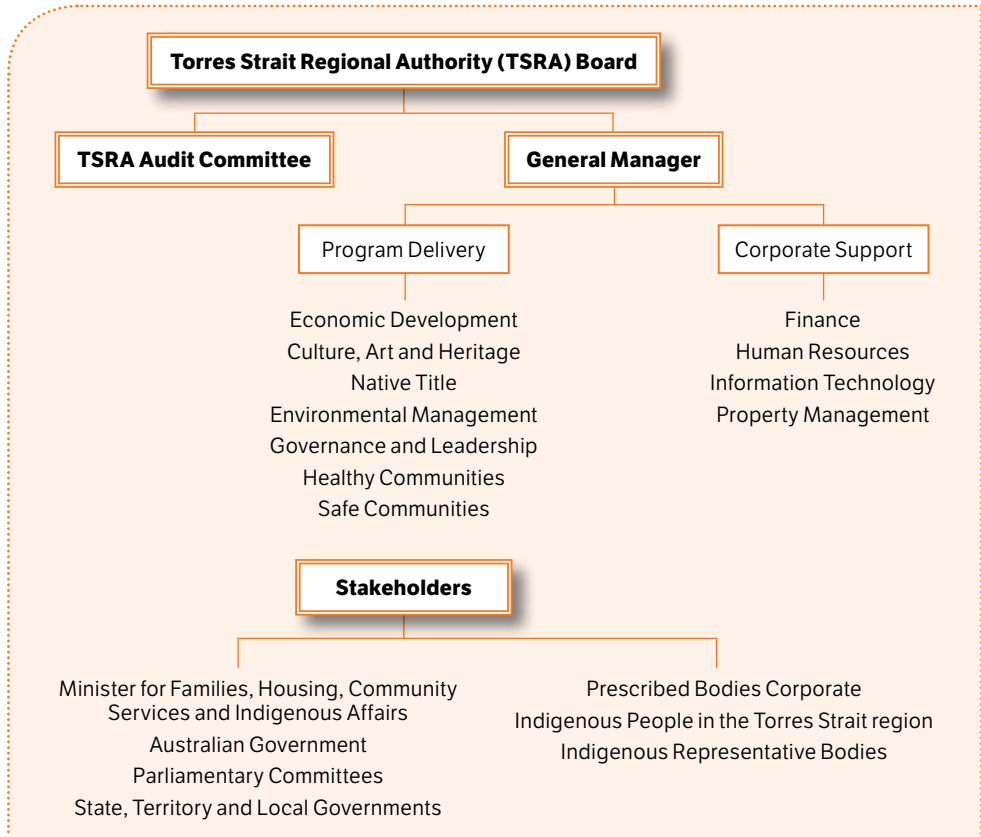 Torres Strait Regional Authority (TSRA) Board
TSRA Audit Committee
General Manager
Program Delivery
Corporate Support
Economic Development
Culture, Art and Heritage
Native Title
Environmental Management
Governance and Leadership
Healthy Communities
Safe Communities
Finance
Human Resources
Information Technology
Property Management
Stakeholders
Minister for Families, Housing, Community
Services and Indigenous Affairs
Australian Government
Parliamentary Committees
State, Territory and Local Governments
Prescribed Bodies Corporate
Indigenous People in the Torres Strait region
Indigenous Representative Bodies